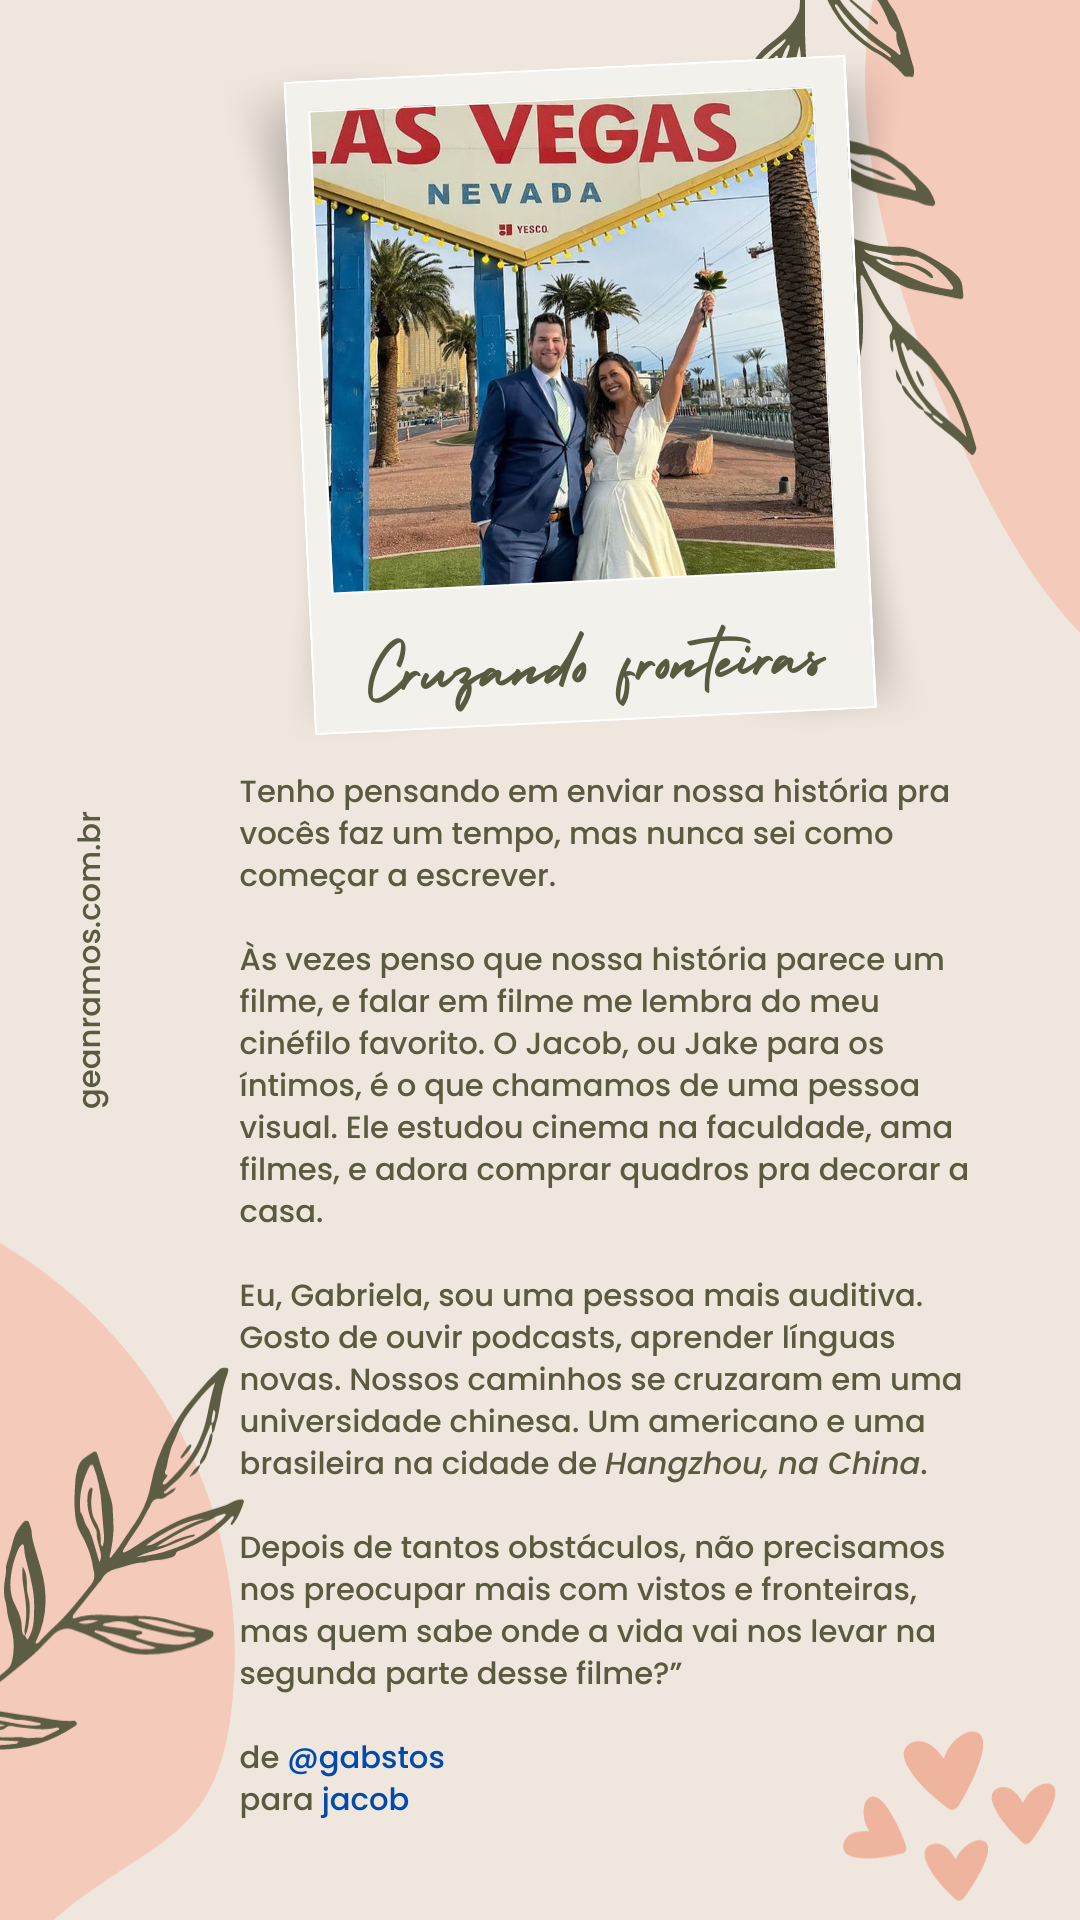 LAS VEGAS
NEVADA
YESCO
Cruzando fronteiras
Tenho pensando em enviar nossa história pra
vocês faz um tempo, mas nunca sei como
começar a escrever.
Às vezes penso que nossa história parece um
filme, e falar em filme me lembra do meu
cinéfilo favorito. O Jacob, ou Jake para os
íntimos, é o que chamamos de uma pessoa
visual. Ele estudou cinema na faculdade, ama
filmes, e adora comprar quadros pra decorar a
casa.
Eu, Gabriela, sou uma pessoa mais auditiva.
Gosto de ouvir podcasts, aprender línguas
novas. Nossos caminhos se cruzaram em uma
universidade chinesa. Um americano e uma
brasileira na cidade de Hangzhou, na China.
Depois de tantos obstáculos, não precisamos
nos preocupar mais com vistos e fronteiras,
mas quem sabe onde a vida vai nos levar na
segunda parte desse filme?”
de @gabstos
para jacob
geanramos.com.br